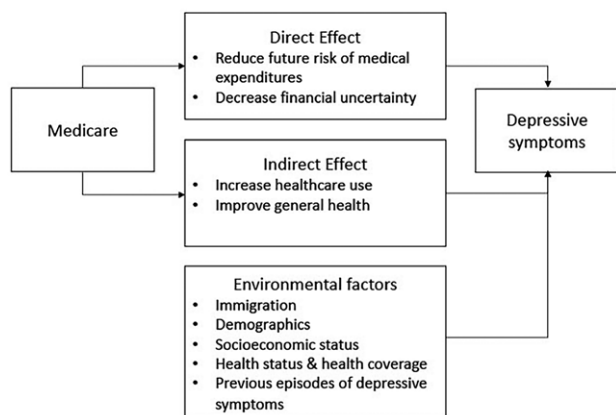 Direct Effect
• Reduce future risk of medical
expenditures
• Decrease financial uncertainty
Medicare
Depressive
symptoms
Indirect Effect
• Increase healthcare use
• Improve general health
Environmental factors
• Immigration
• Demographics
• Socioeconomic status
• Health status & health coverage
• Previous episodes of depressive
symptoms